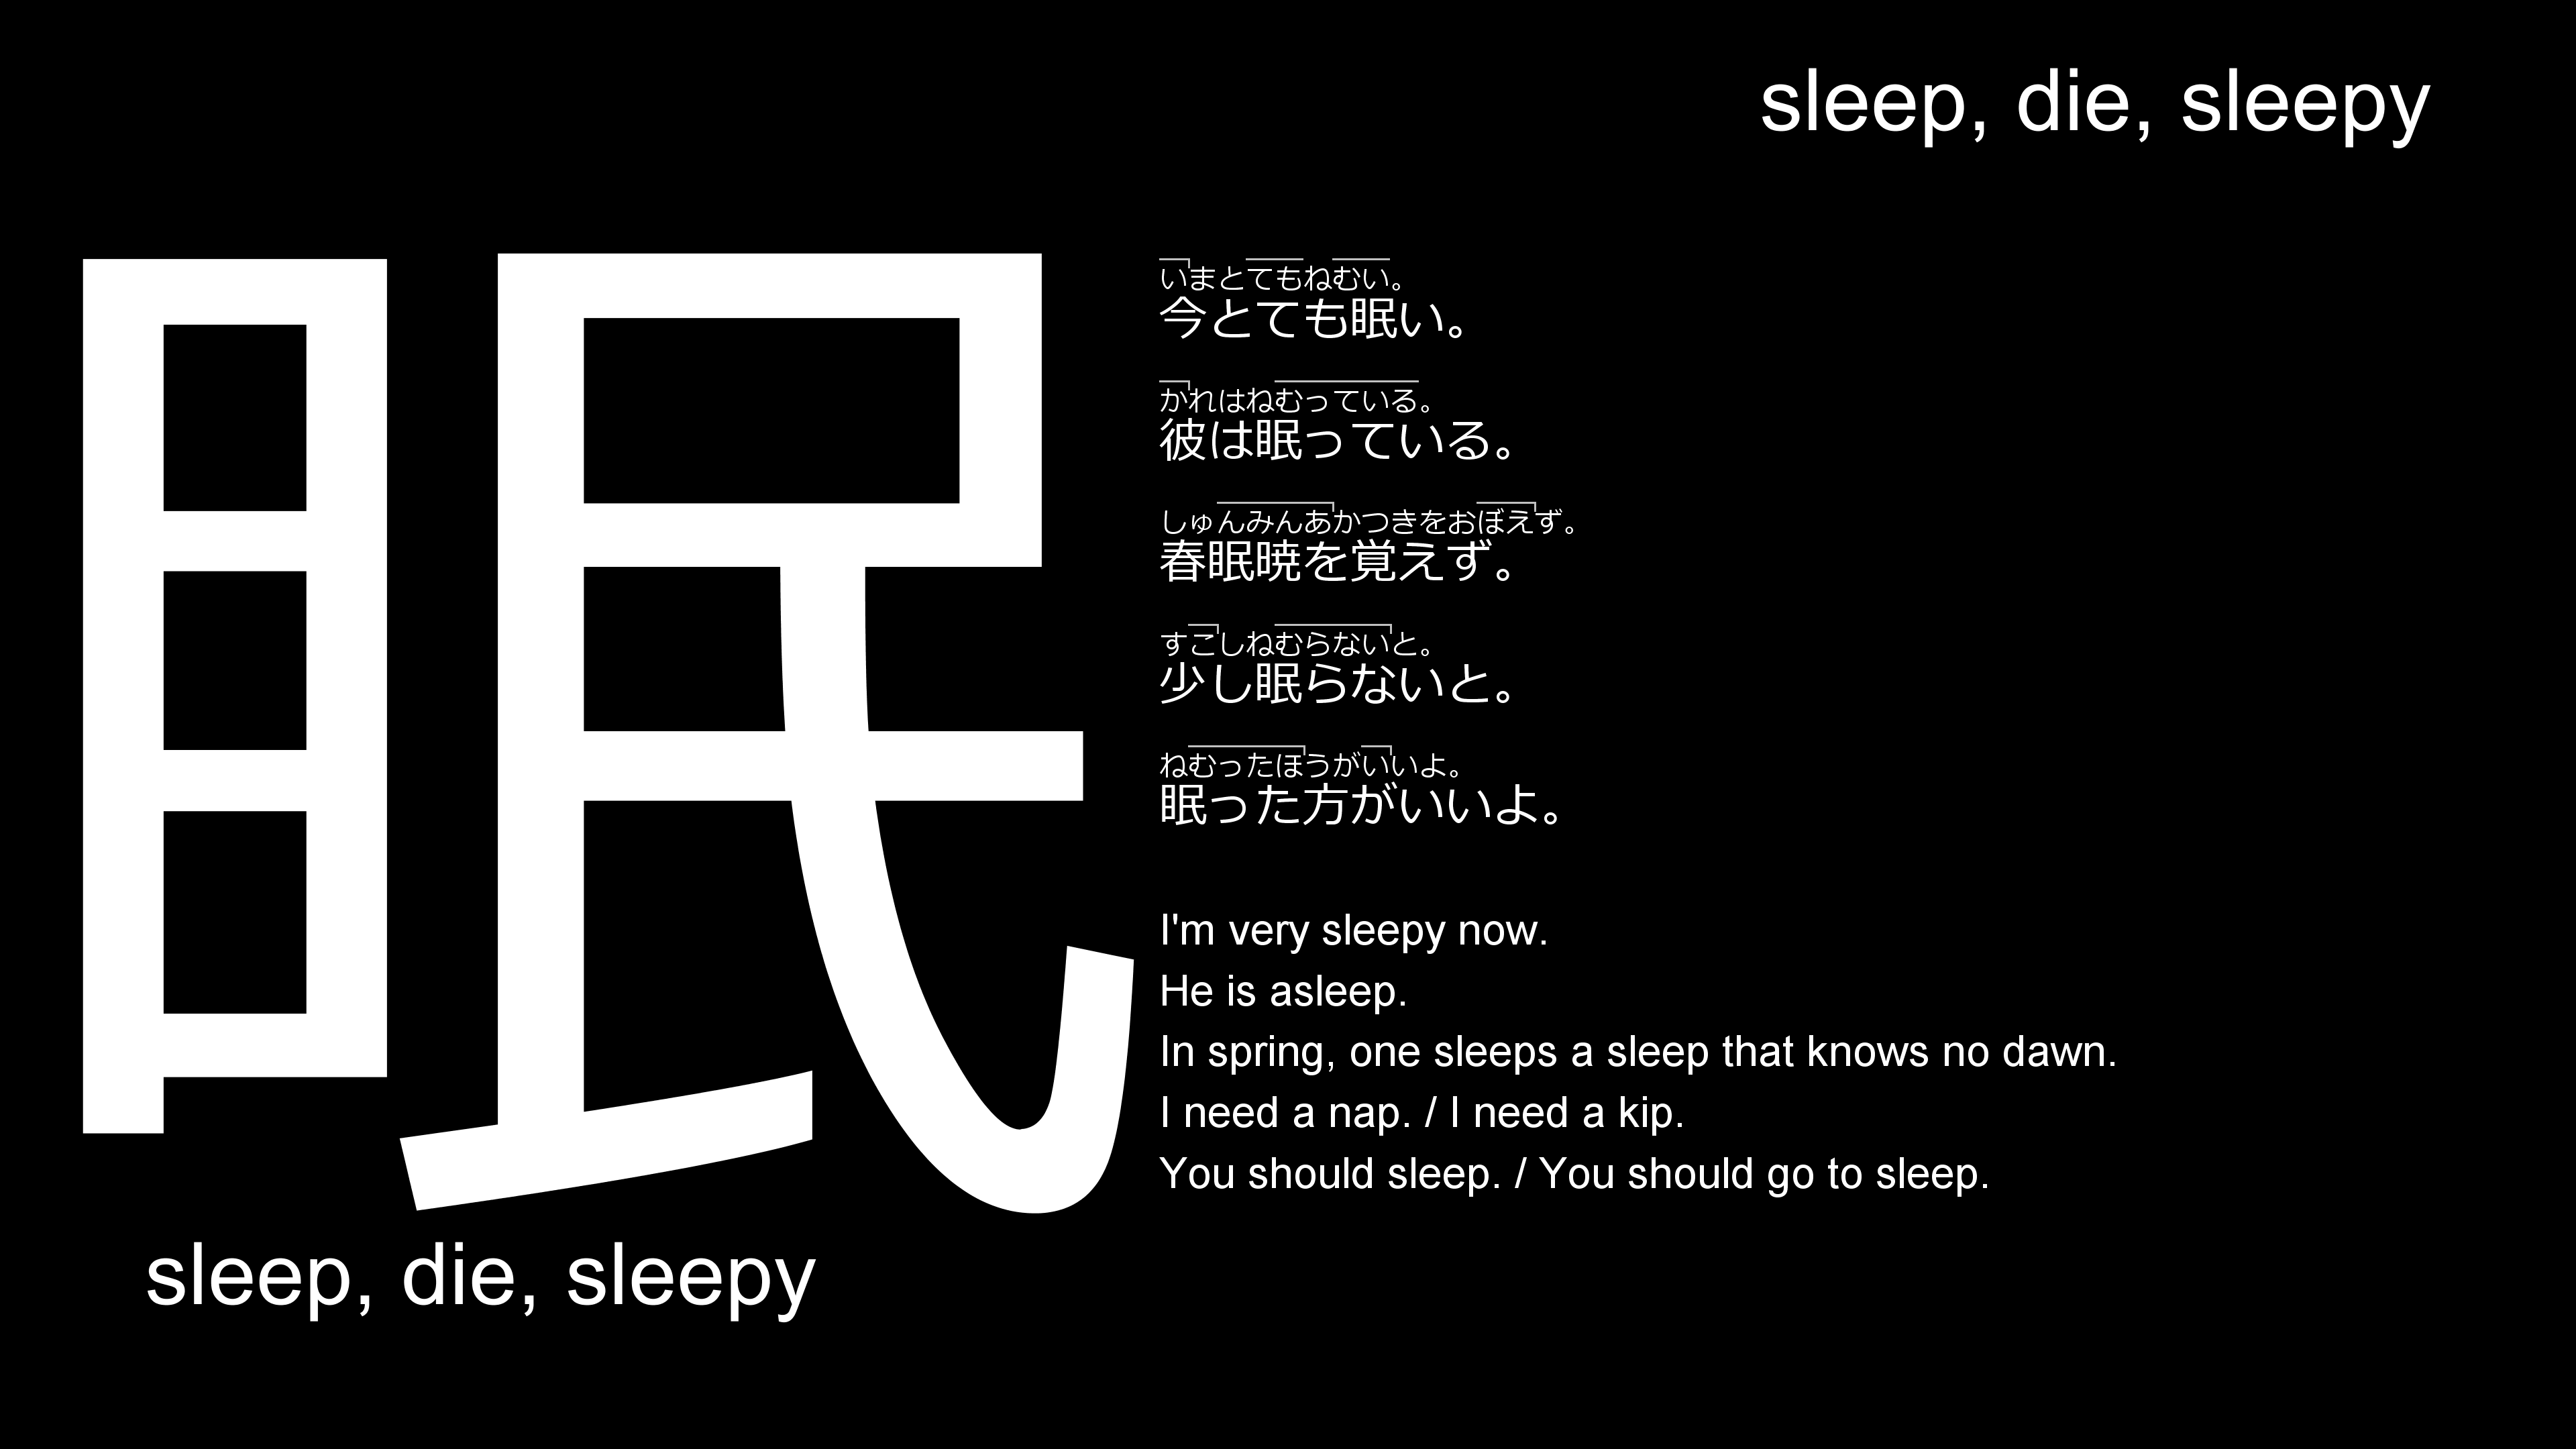 sleep, die, sleepy
眠
いまとてもねむい。
今とても眠い。
かれはねむっている。
彼は眠っている。
しゅんみんあかつきをおぼえず。
春眠暁を覚えず。
すこしねむらないと。
少し眠らないと。
ねむったほうがいいよ。
眠った方がいいよ。
I'm very sleepy now.
He is asleep.
In spring, one sleeps a sleep that knows no dawn.
I need a nap. / I need a kip.
You should sleep. / You should go to sleep.
sleep, die, sleepy